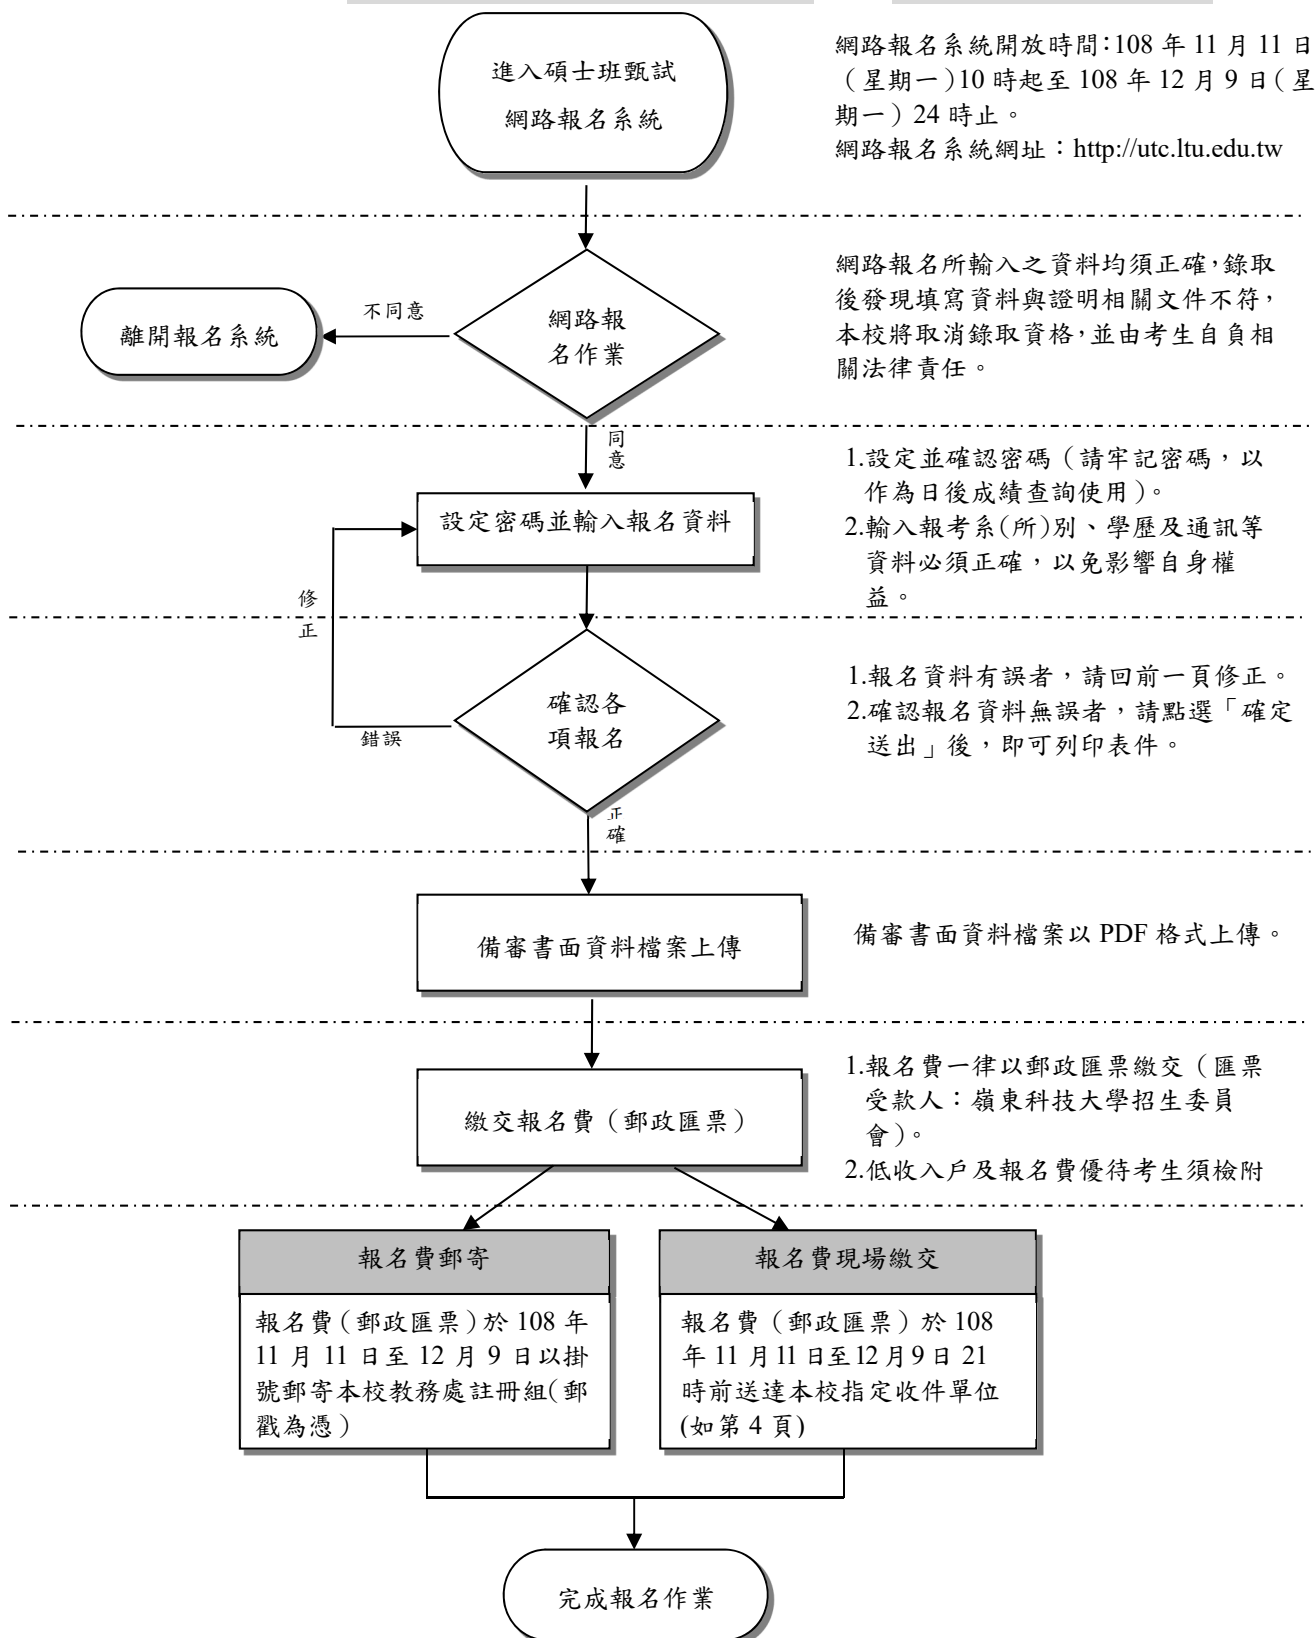 進入碩士班甄試
網路報名系統
網路報名系統開放時間：108 年 11 月 11 日
（星期一）10 時起至 108 年 12 月 9 日（星
期一）24 時止。
網路報名系統網址：http://utc.ltu.edu.tw
離開報名系統
不同意
網路報
名作業
網路報名所輸入之資料均須正確，錄取
後發現填寫資料與證明相關文件不符，
本校將取消錄取資格，並由考生自負相
關法律責任。
同
意
設定密碼並輸入報名資料
1.設定並確認密碼（請牢記密碼，以
作為日後成績查詢使用）。
2.輸入報考系(所)別、學歷及通訊等
資料必須正確，以免影響自身權
益。
修
正
確認各
項報名
錯誤
1.報名資料有誤者，請回前一頁修正。
2.確認報名資料無誤者，請點選「確定
送出」後，即可列印表件。
正
確
備審書面資料檔案上傳
備審書面資料檔案以 PDF 格式上傳。
繳交報名費（郵政匯票）
1.報名費一律以郵政匯票繳交（匯票
受款人：嶺東科技大學招生委員
會）。
2.低收入戶及報名費優待考生須檢附
報名費郵寄
報名費（郵政匯票）於 108 年
11 月 11 日至 12 月 9 日以掛
號郵寄本校教務處註冊組(郵
戳為憑）
報名費現場繳交
報名費（郵政匯票）於 108
年 11 月 11 日至 12 月 9 日 21
時前送達本校指定收件單位
(如第 4 頁)
完成報名作業